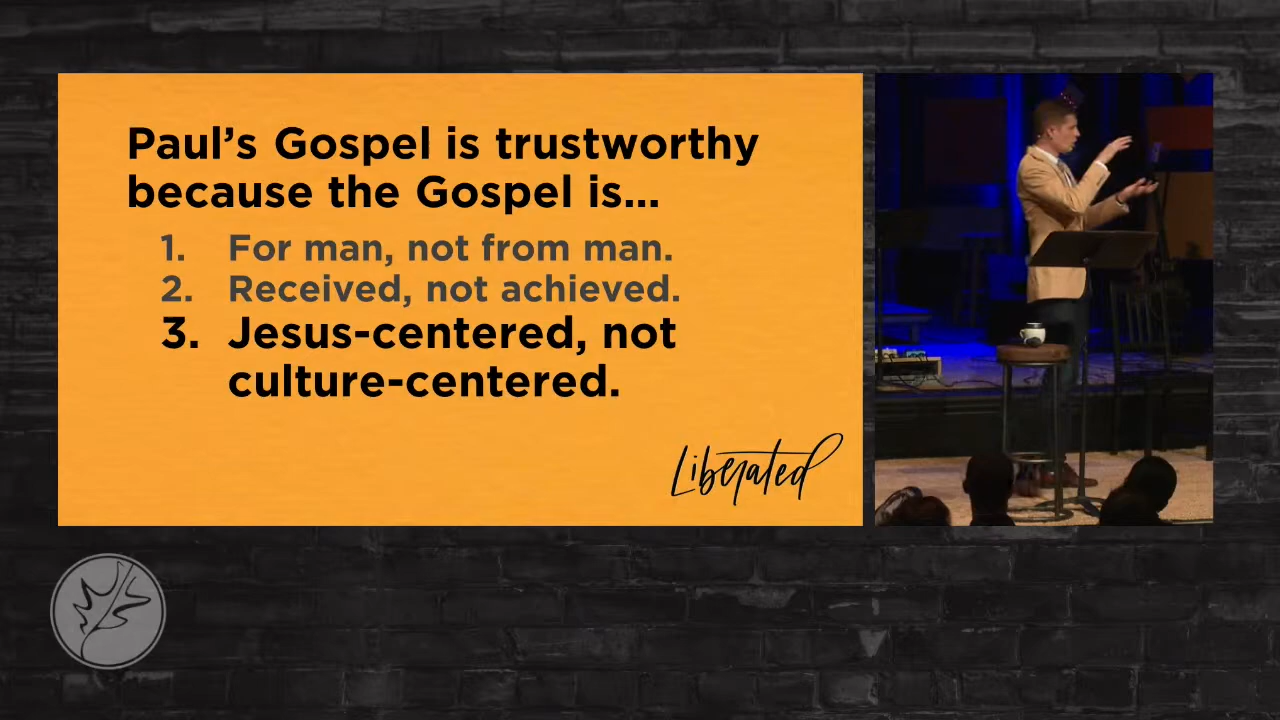 Paul’s Gospel is trustworthy
because the Gospel is...
1. For man, not from man.
2. Received, not achieved.
3. Jesus-centered, not
culture-centered.
Liberated